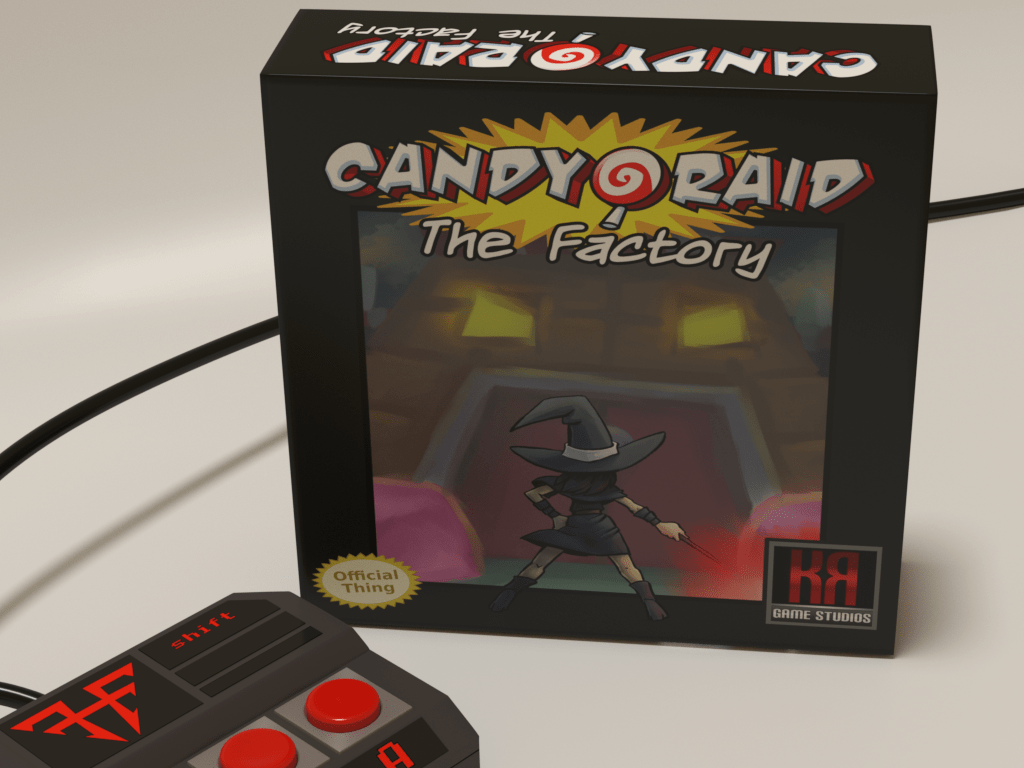 The Factory
CANDY RAID
CANDY RAID
The Factory
Official
Thing
KR
GAME STUDIOS
shift
A